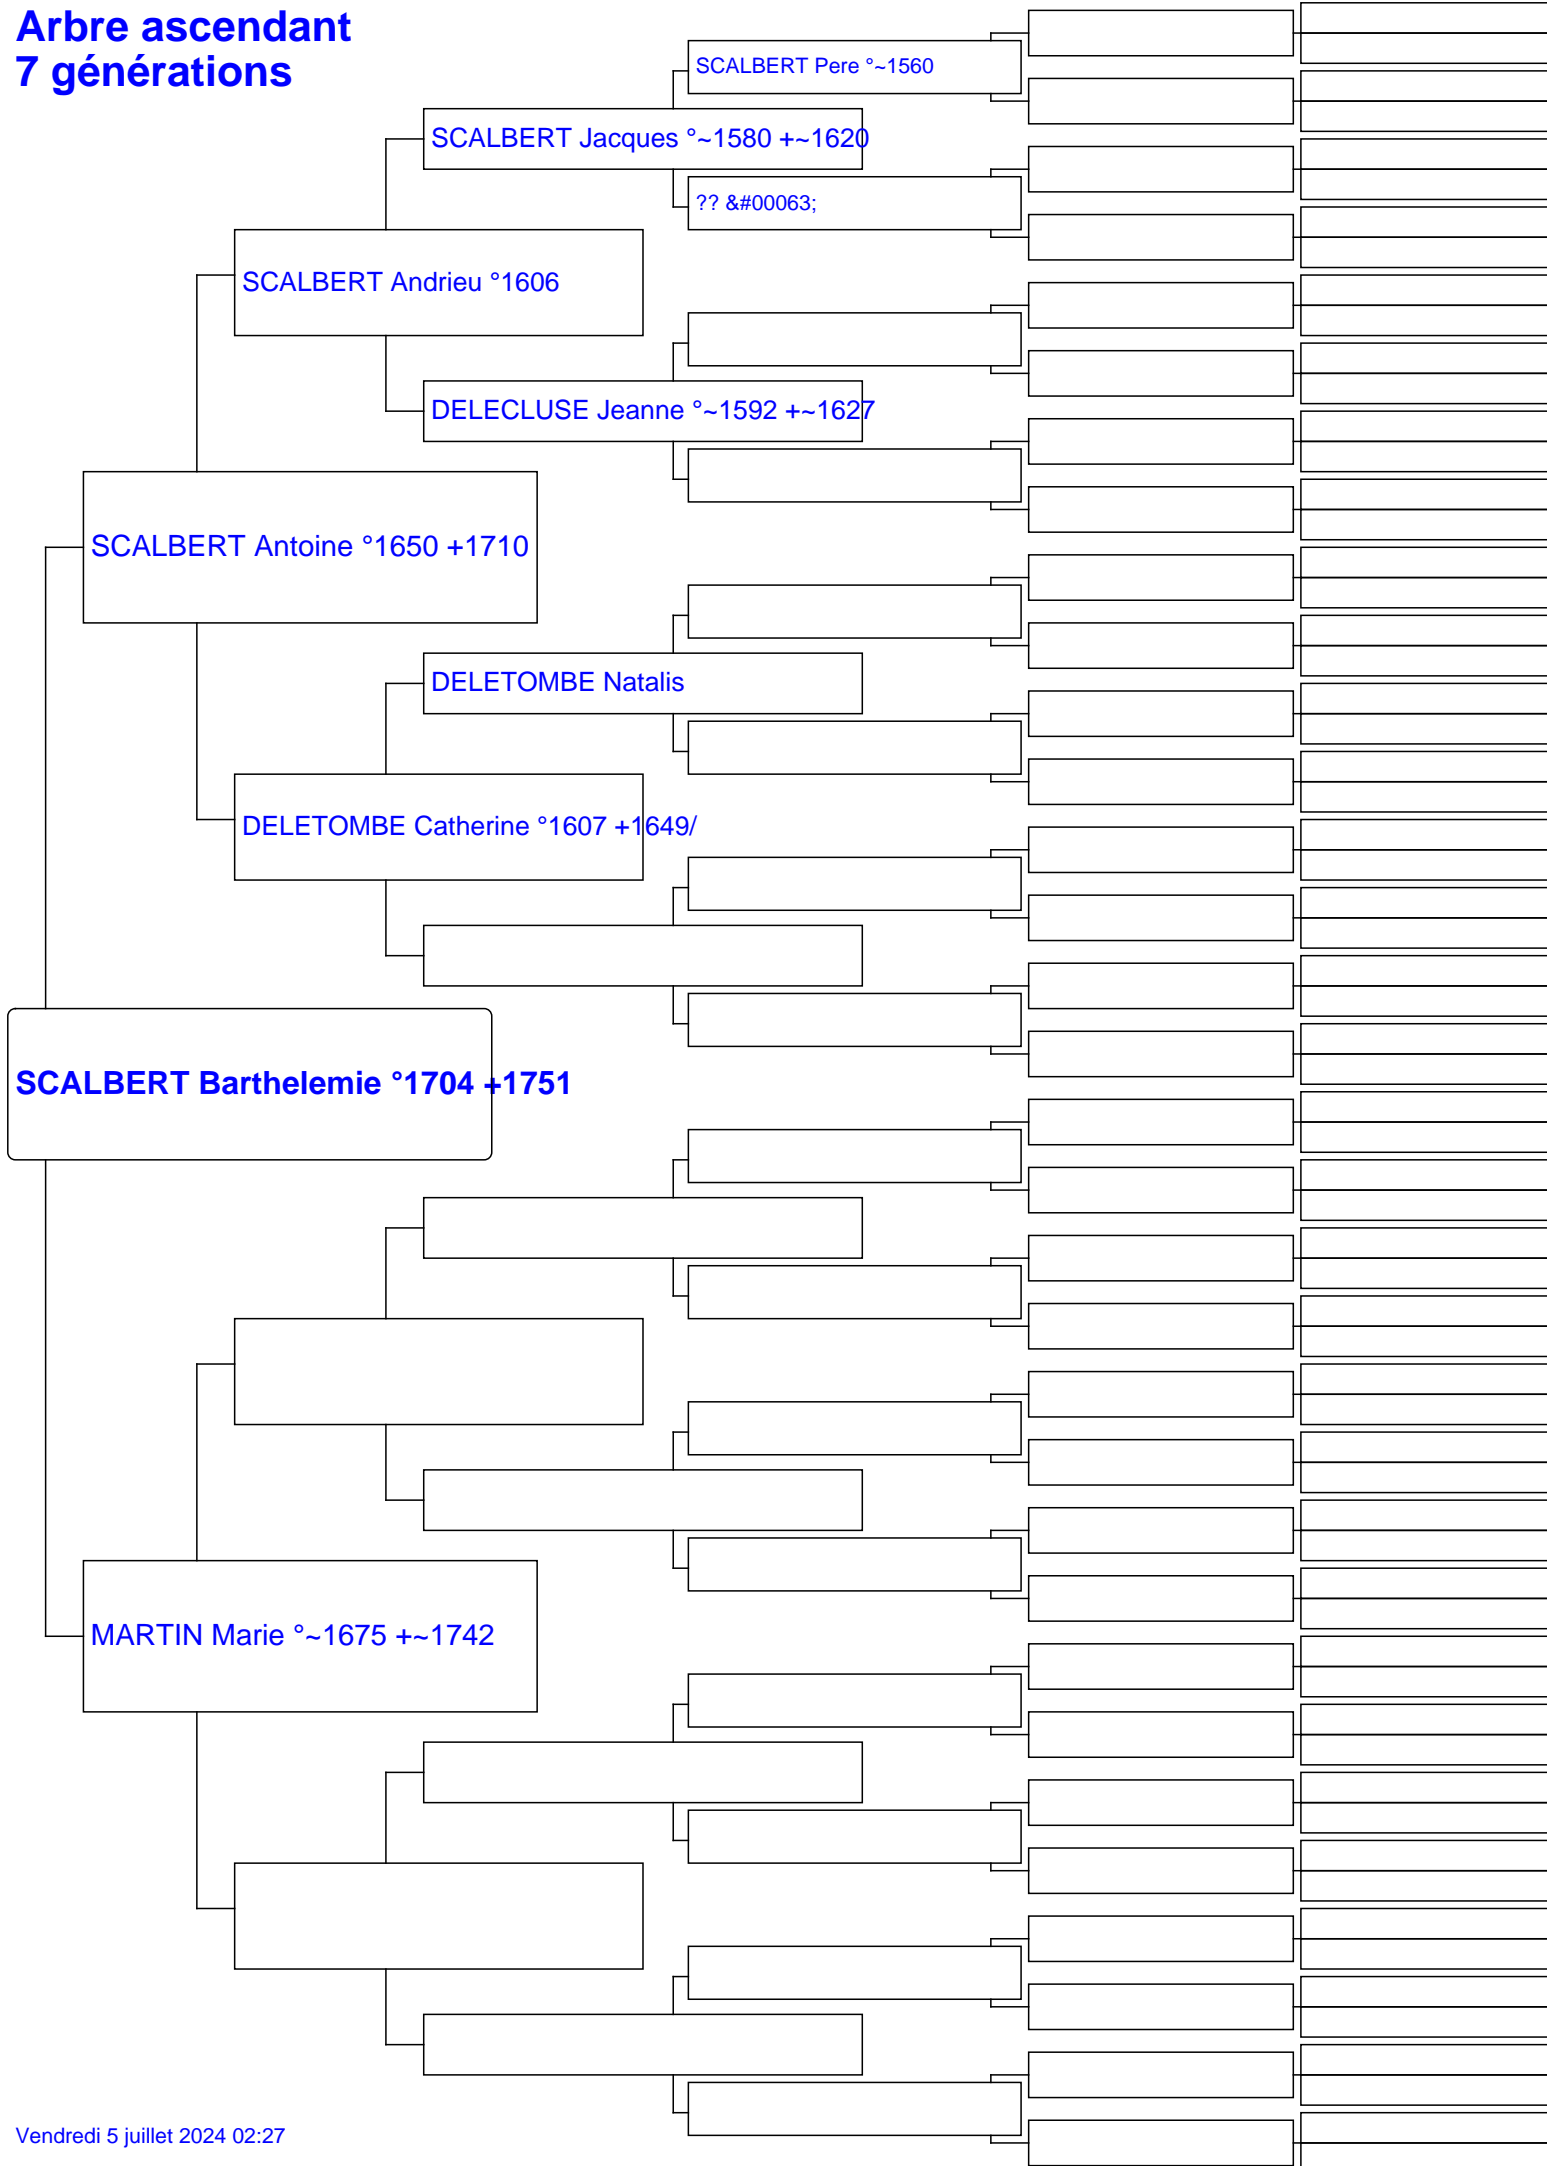 Arbre ascendant
7 générations
SCALBERT Pere °~1560
SCALBERT Jacques °~1580 +~1620
?? &#00063;
SCALBERT Andrieu °1606
DELECLUSE Jeanne °~1592 +~1627
SCALBERT Antoine °1650 +1710
DELETOMBE Natalis
DELETOMBE Catherine °1607 +1649/
SCALBERT Barthelemie °1704 +1751
MARTIN Marie °~1675 +~1742
Vendredi 5 juillet 2024 02:27